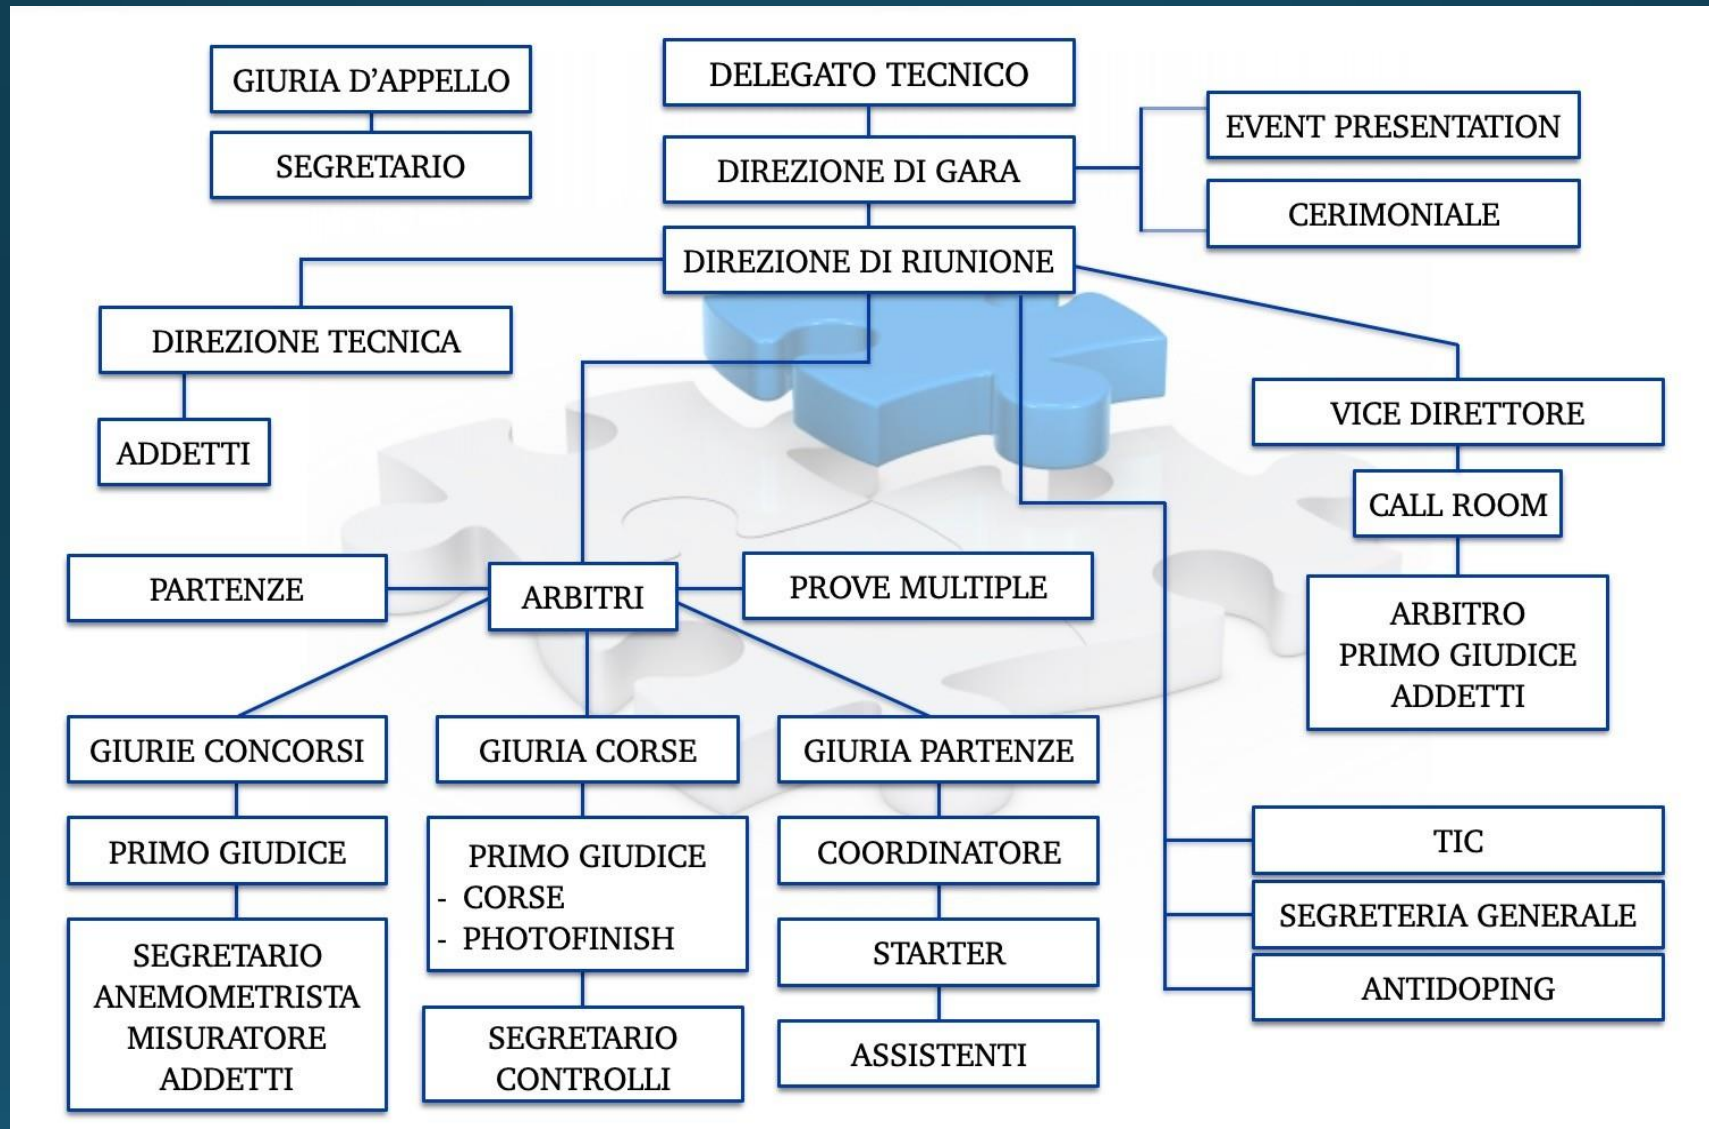 GIURIA D’APPELLO
SEGRETARIO
DELEGATO TECNICO
DIREZIONE DI GARA
EVENT PRESENTATION
CERIMONIALE
DIREZIONE DI RIUNIONE
DIREZIONE TECNICA
ADDETTI
VICE DIRETTORE
CALL ROOM
ARBITRO
PRIMO GIUDICE
ADDETTI
PARTENZE
ARBITRI
PROVE MULTIPLE
GIURIE CONCORSI
PRIMO GIUDICE
SEGRETARIO
ANEMOMETRISTA
MISURATORE
ADDETTI
GIURIA CORSE
PRIMO GIUDICE
- CORSE
- PHOTOFINISH
SEGRETARIO
CONTROLLI
GIURIA PARTENZE
COORDINATORE
STARTER
ASSISTENTI
TIC
SEGRETERIA GENERALE
ANTIDOPING